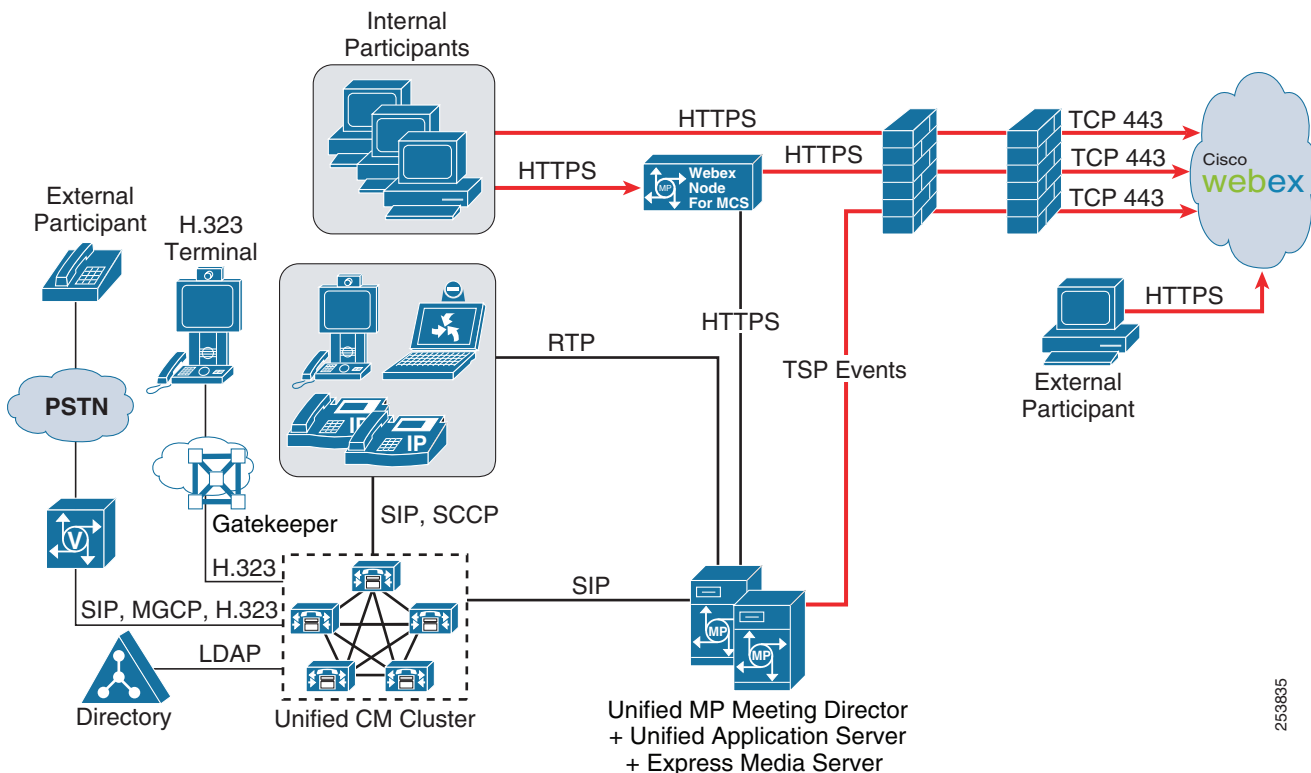 Internal
Participants
HTTPS
TCP 443
HTTPS
Webex
Node
For MCS
MP
HTTPS
TCP 443
TCP 443
Cisco
webex
External
Participant
H.323
Terminal
HTTPS
RTP
HTTPS
TSP Events
External
Participant
PSTN
IP
IP
Gatekeeper
SIP, SCCP
V
H.323
SIP
SIP, MGCP, H.323
MP
MP
LDAP
Directory
Unified CM Cluster
Unified MP Meeting Director
+ Unified Application Server
+ Express Media Server
253835